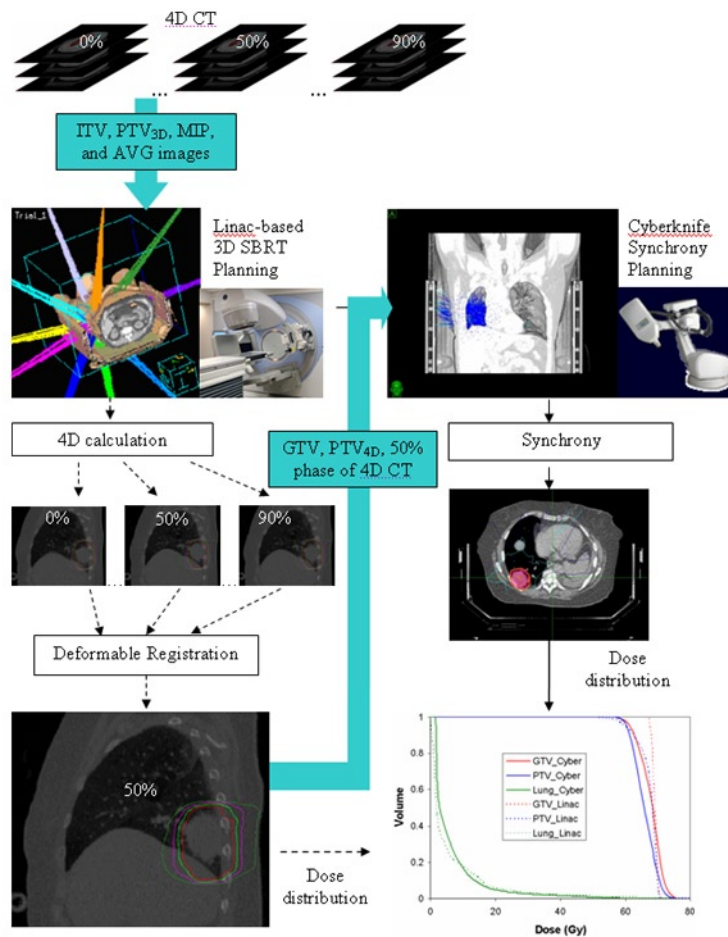 4D CT
0%
50%
90%
...
...
ITV, PTV3D, MIP,
and AVG images
Trial_1
Linac-based
3D SBRT
Planning
Cyberknife
Synchrony
Planning
4D calculation
GTV, PTV4D, 50%
phase of 4D CT
Synchrony
0%
50%
90%
Deformable Registration
Dose
distribution
50%
Dose
distribution
Volume
1
0.8
0.6
0.4
0.2
0
GTV_Cyber
PTV_Cyber
Lung_Cyber
GTV_Linac
PTV_Linac
Lung_Linac
0
20
40
60
80
Dose (Gy)